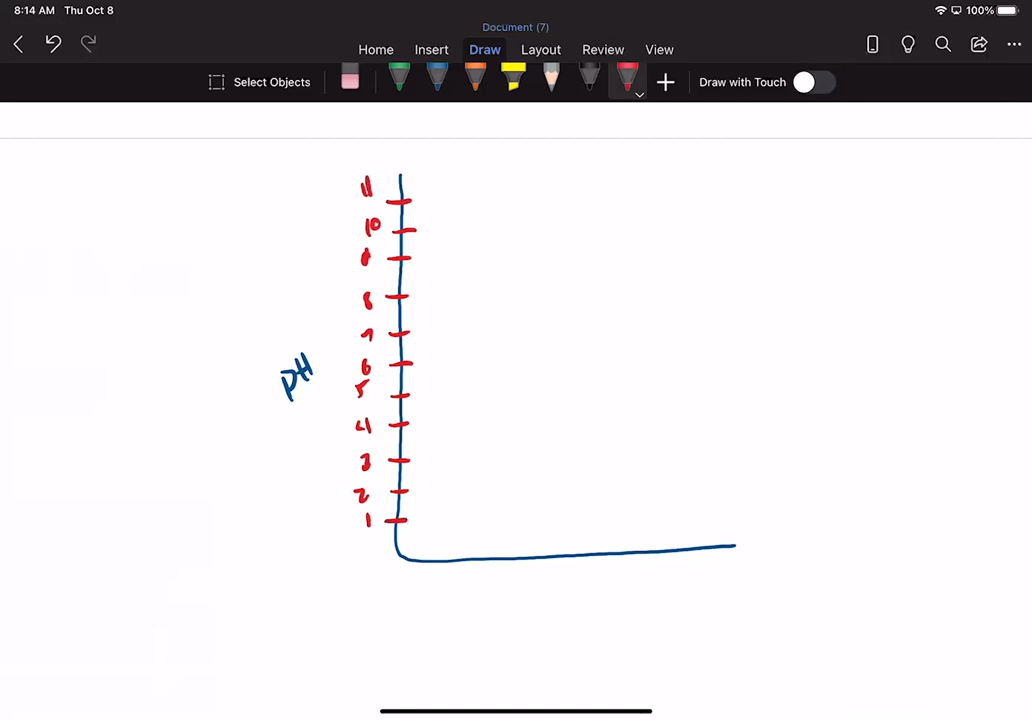 8:14 AM Thu Oct 8
100%
Document (7)
Home Insert Draw Layout Review View
Select Objects
Draw with Touch
11
10
9
8
7
6
pH
5
4
3
2
1